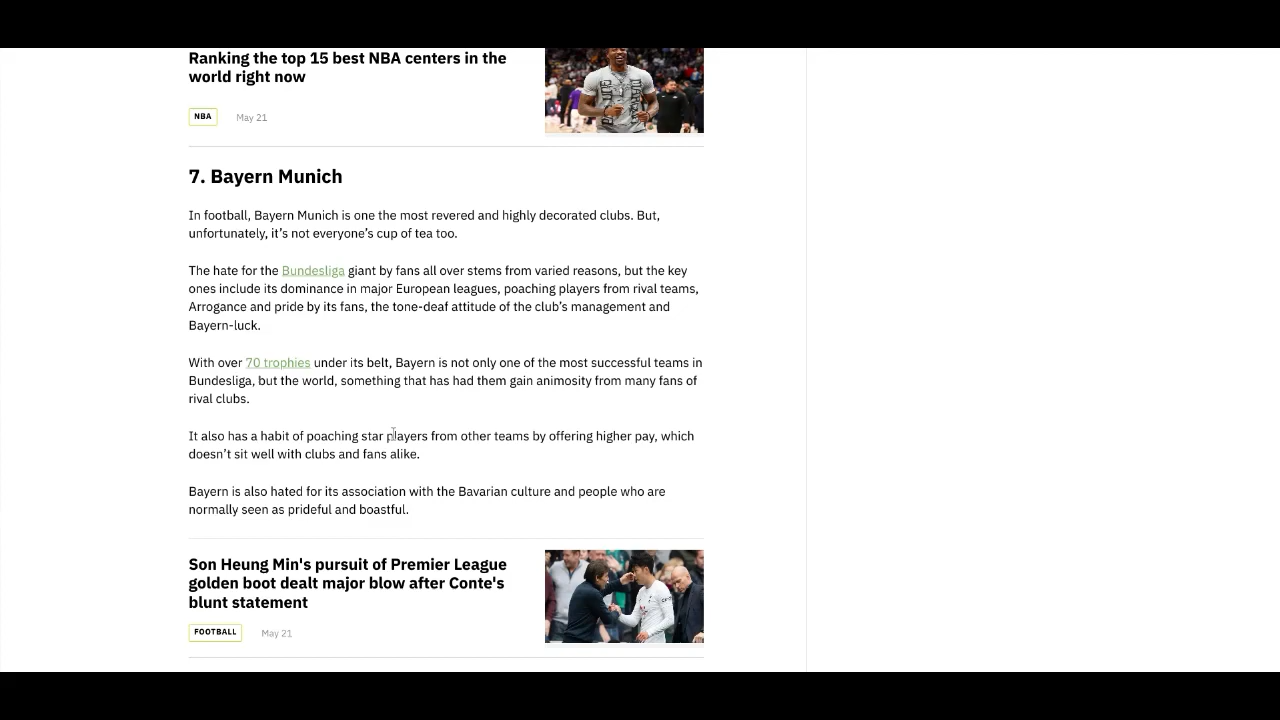 Ranking the top 15 best NBA centers in the
world right now
NBA
May 21
7. Bayern Munich
In football, Bayern Munich is one the most revered and highly decorated clubs. But,
unfortunately, it’s not everyone’s cup of tea too.
The hate for the Bundesliga giant by fans all over stems from varied reasons, but the key
ones include its dominance in major European leagues, poaching players from rival teams,
Arrogance and pride by its fans, the tone-deaf attitude of the club’s management and
Bayern-luck.
With over 70 trophies under its belt, Bayern is not only one of the most successful teams in
Bundesliga, but the world, something that has had them gain animosity from many fans of
rival clubs.
It also has a habit of poaching star players from other teams by offering higher pay, which
doesn’t sit well with clubs and fans alike.
Bayern is also hated for its association with the Bavarian culture and people who are
normally seen as prideful and boastful.
Son Heung Min's pursuit of Premier League
golden boot dealt major blow after Conte's
blunt statement
FOOTBALL
May 21